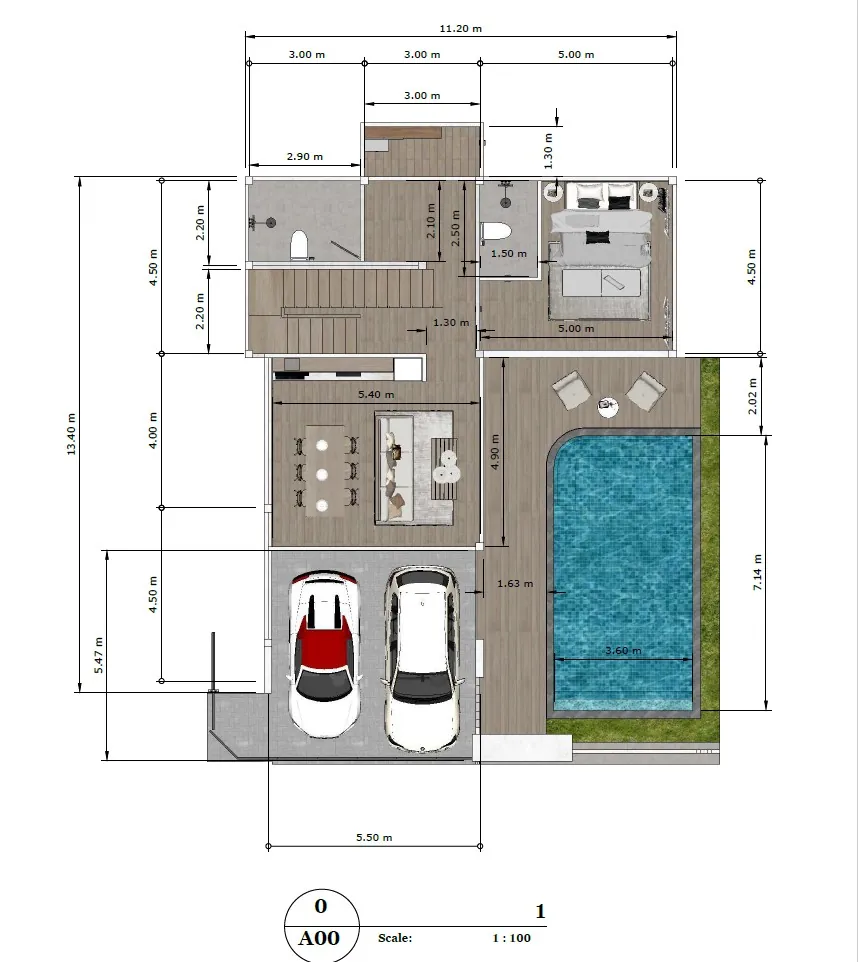 11.20 m
3.00 m 3.00 m 5.00 m
3.00 m
1.30 m
2.90 m
2.20 m
2.10 m
2.50 m
4.50 m
1.50 m
4.50 m
2.20 m
1.30 m
5.00 m
2.02 m
5.40 m
13.40 m
4.00 m
4.90 m
7.14 m
4.50 m
1.63 m
5.47 m
3.60 m
5.50 m
0
1
A00
Scale: 1 : 100